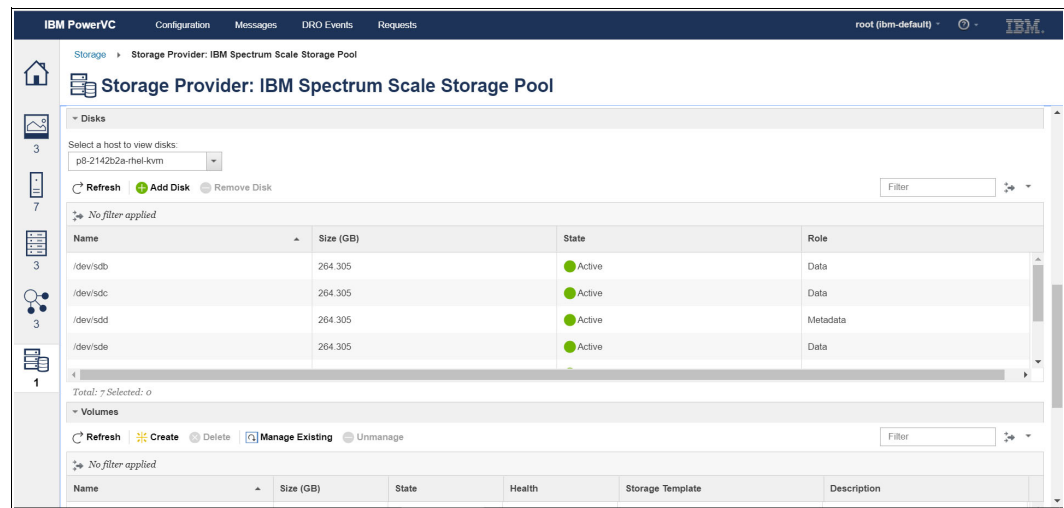 IBM PowerVC Configuration Messages DRO Events Requests root (ibm-default) IBM
Storage Storage Provider: IBM Spectrum Scale Storage Pool
Storage Provider: IBM Spectrum Scale Storage Pool
Disks
Select a host to view disks:
p8-2142b2a-rhel-kvm
Refresh Add Disk Remove Disk Filter
No filter applied
Name Size (GB) State Role
/dev/sdb 264.305 Active Data
/dev/sdc 264.305 Active Data
/dev/sdd 264.305 Active Metadata
/dev/sde 264.305 Active Data
Total: 7 Selected: 0
Volumes
Refresh Create Delete Manage Existing Unmanage Filter
No filter applied
Name Size (GB) State Health Storage Template Description
3
7
3
3
1